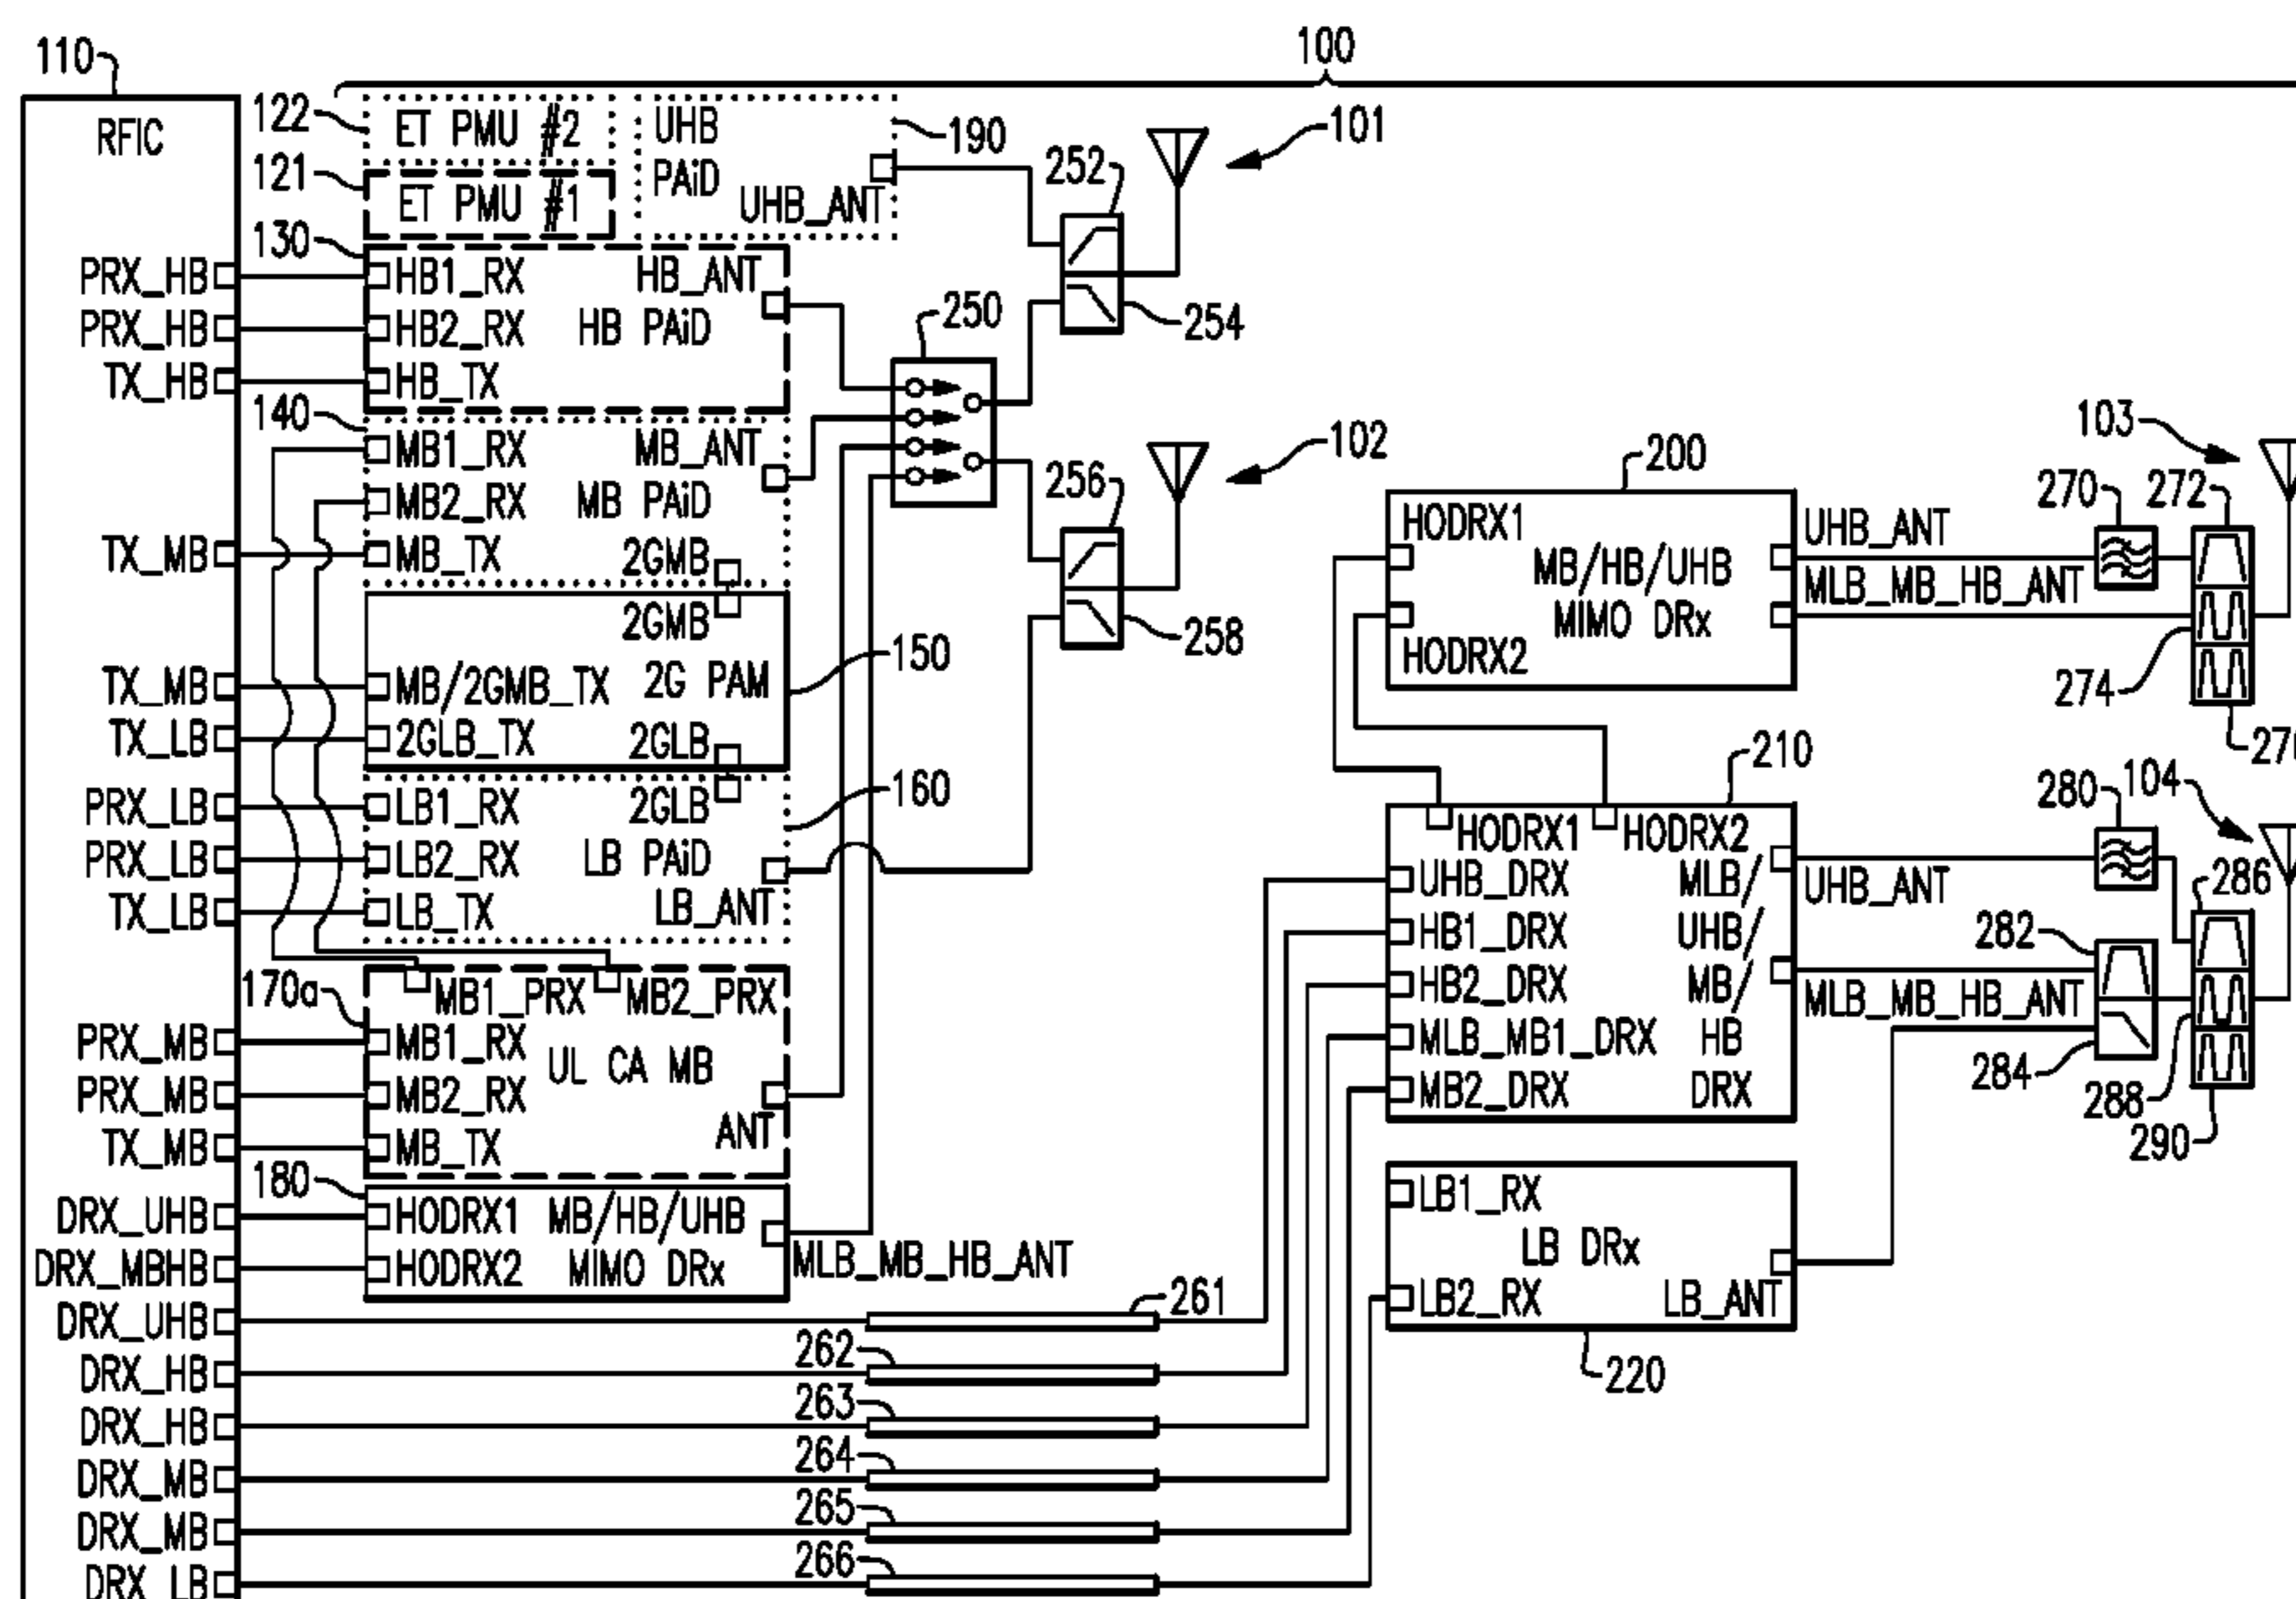 100
110
RFIC
122
ET PMU #2
121
ET PMU #1
UHB
PAiD
UHB_ANT
190
252
101
254
130
PRX_HB
HB1_RX
HB_ANT
PRX_HB
HB2_RX
HB PAiD
TX_HB
HB_TX
250
140
MB1_RX
MB_ANT
MB2_RX
MB PAiD
TX_MB
MB_TX
2GMB
256
102
258
2GMB
150
TX_MB
MB/2GMB_TX
2G PAM
TX_LB
2GLB_TX
2GLB
160
PRX_LB
LB1_RX
2GLB
PRX_LB
LB2_RX
LB PAiD
TX_LB
LB_TX
LB_ANT
170a
MB1_PRX
MB2_PRX
PRX_MB
MB1_RX
UL CA MB
PRX_MB
MB2_RX
ANT
TX_MB
MB_TX
180
DRX_UHB
HODRX1
MB/HB/UHB
DRX_MBHB
HODRX2
MIMO DRx
MLB_MB_HB_ANT
DRX_UHB
261
DRX_HB
262
DRX_HB
263
DRX_MB
264
DRX_MB
265
DRX_LB
266
200
HODRX1
MB/HB/UHB
MIMO DRx
HODRX2
UHB_ANT
MLB_MB_HB_ANT
270
272
103
274
210
HODRX1
HODRX2
UHB_DRX
MLB/
HB1_DRX
UHB/
HB2_DRX
MB/
MLB_MB1_DRX
HB
MB2_DRX
DRX
UHB_ANT
MLB_MB_HB_ANT
280
104
286
282
284
288
290
LB1_RX
LB DRx
LB2_RX
LB_ANT
220